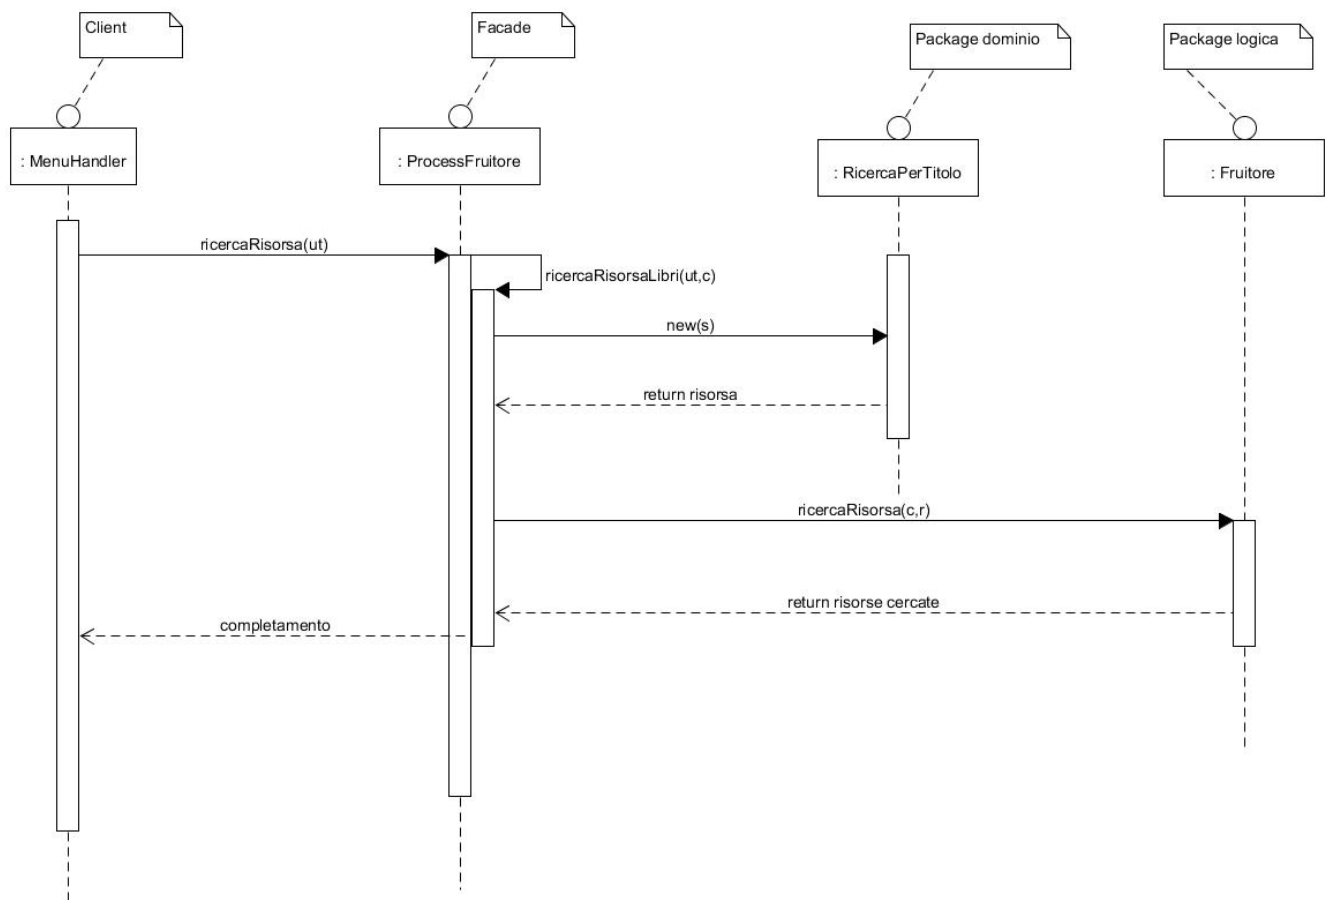 Client
Facade
Package dominio
Package logica
: MenuHandler
: ProcessFruitore
: RicercaPerTitolo
: Fruitore
ricercaRisorsa(ut)
ricercaRisorsaLibri(ut,c)
new(s)
return risorsa
ricercaRisorsa(c,r)
return risorse cercate
completamento